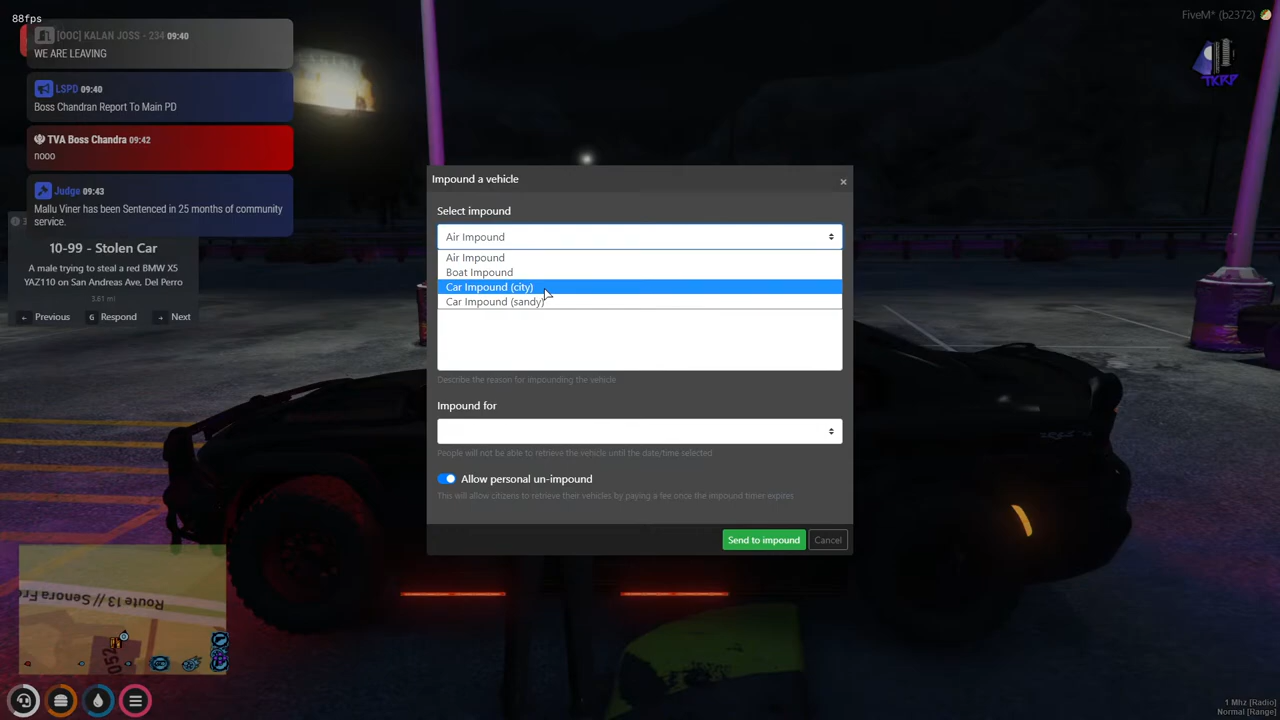 88fps
FiveM* (b2372)
[OOC] KALAN JOSS - 234 09:40
WE ARE LEAVING
LSPD 09:40
Boss Chandran Report To Main PD
TVA Boss Chandra 09:42
nooo
Judge 09:43
Mallu Viner has been Sentenced in 25 months of community
service.
3
10-99 - Stolen Car
A male trying to steal a red BMW X5
YAZ110 on San Andreas Ave, Del Perro
3.61 mi
← Previous
G Respond
→ Next
TKRP
Impound a vehicle
×
Select impound
Air Impound
Air Impound
Boat Impound
Car Impound (city)
Car Impound (sandy)
Describe the reason for impounding the vehicle
Impound for
People will not be able to retrieve the vehicle until the date/time selected
Allow personal un-impound
This will allow citizens to retrieve their vehicles by paying a fee once the impound timer expires
Send to impound
Cancel
Route 13 // Senora Fr
052
1 Mhz [Radio]
Normal [Range]